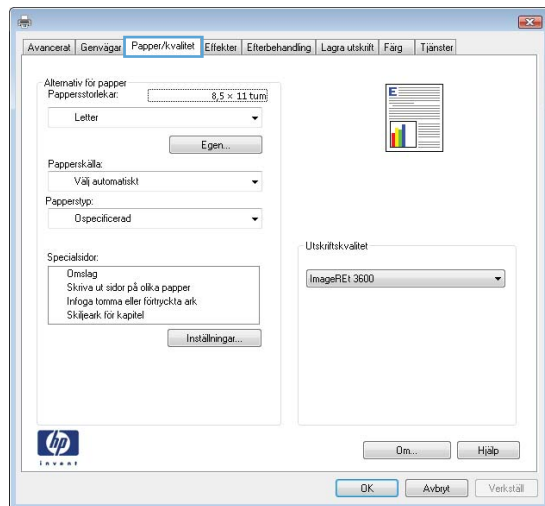 Avancerat Genvägar Papper/kvalitet Effekter Efterbehandling Lagra utskrift Färg Tjänster
Alternativ för papper
Pappersstorlekar: 8,5 × 11 tum
Letter
Egen...
Papperskälla:
Välj automatiskt
Papperstyp:
Ospecificerad
Specialsidor:
Omslag
Skriva ut sidor på olika papper
Infoga tomma eller förtryckta ark
Skiljeark för kapitel
Inställningar...
E
Utskriftskvalitet
ImageREt 3600
hp
invent
Om... Hjälp
OK Avbryt Verkställ